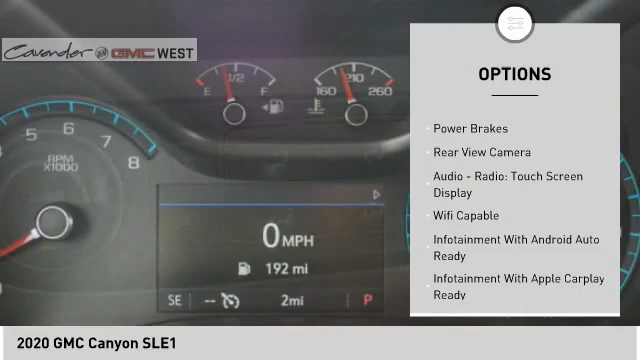 Cavender GMC WEST
E 1/2 F
160 210 260
5 6 7 8
RPM
X1000
0 MPH
192 mi
SE -- 2mi P
OPTIONS
Power Brakes
Rear View Camera
Audio - Radio: Touch Screen
Display
Wifi Capable
Infotainment With Android Auto
Ready
Infotainment With Apple Carplay
Ready
2020 GMC Canyon SLE1